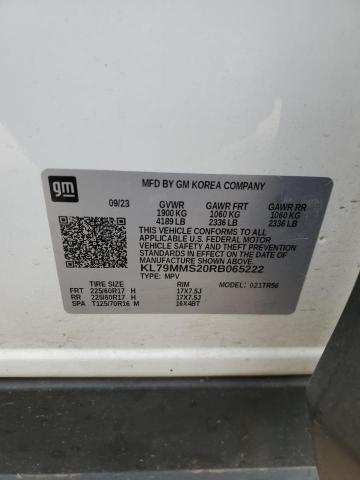 gm
MFD BY GM KOREA COMPANY
09/23 GVWR GAWR FRT GAWR RR
1900 KG 1060 KG 1060 KG
4189 LB 2336 LB 2336 LB
THIS VEHICLE CONFORMS TO ALL APPLICABLE
U.S. FEDERAL MOTOR
VEHICLE SAFETY AND THEFT PREVENTION
STANDARDS IN EFFECT ON THE DATE OF
MANUFACTURE SHOWN ABOVE.
KL79MMS20RB065222
TYPE: MPV MODEL: 021TR56
TIRE SIZE RIM
FRT 225/60R17 H 17X7.5J
RR 225/60R17 H 17X7.5J
SPA T125/70R16 M 16X4BT